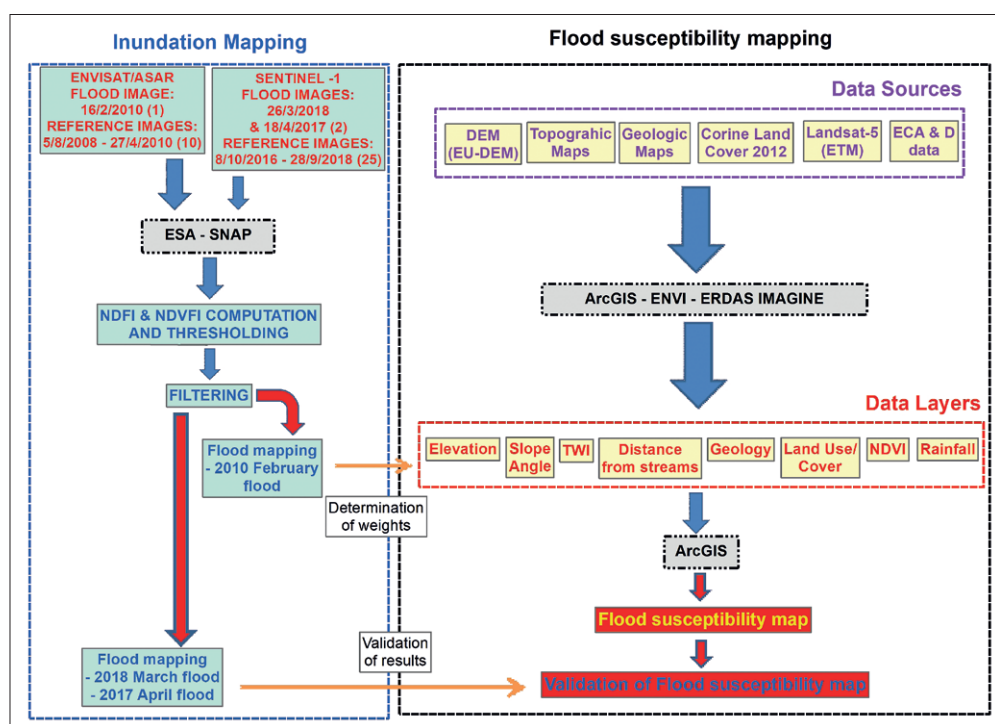 Inundation Mapping
ENVISAT/ASAR
FLOOD IMAGE:
16/2/2010 (1)
REFERENCE IMAGES:
5/8/2008 - 27/4/2010 (10)
SENTINEL -1
FLOOD IMAGES:
26/3/2018
& 18/4/2017 (2)
REFERENCE IMAGES:
8/10/2016 - 28/9/2018 (25)
ESA - SNAP
NDFI & NDVFI COMPUTATION
AND THRESHOLDING
FILTERING
Flood mapping
- 2010 February
flood
Determination
of weights
Flood mapping
- 2018 March flood
- 2017 April flood
Validation
of results
Flood susceptibility mapping
Data Sources
DEM
(EU-DEM)
Topograhic
Maps
Geologic
Maps
Corine Land
Cover 2012
Landsat-5
(ETM)
ECA & D
data
ArcGIS - ENVI - ERDAS IMAGINE
Data Layers
Elevation
Slope
Angle
TWI
Distance
from streams
Geology
Land Use/
Cover
NDVI
Rainfall
ArcGIS
Flood susceptibility map
Validation of Flood susceptibility map